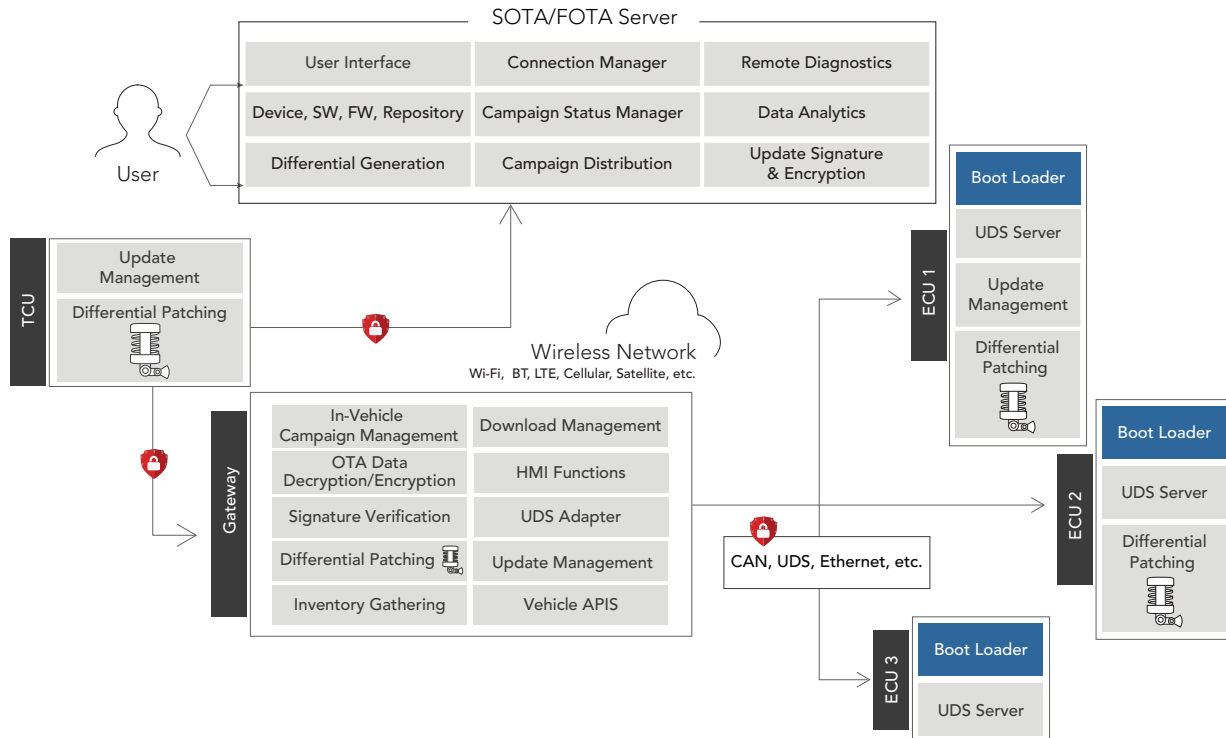 SOTA/FOTA Server
User Interface
Connection Manager
Remote Diagnostics
Device, SW, FW, Repository
Campaign Status Manager
Data Analytics
Differential Generation
Campaign Distribution
Update Signature
& Encryption
User
TCU
Update
Management
Differential Patching
Wireless Network
Wi-Fi, BT, LTE, Cellular, Satellite, etc.
Gateway
In-Vehicle
Campaign Management
Download Management
OTA Data
Decryption/Encryption
HMI Functions
Signature Verification
UDS Adapter
Differential Patching
Update Management
Inventory Gathering
Vehicle APIS
CAN, UDS, Ethernet, etc.
ECU 1
Boot Loader
UDS Server
Update
Management
Differential
Patching
ECU 2
Boot Loader
UDS Server
Differential
Patching
ECU 3
Boot Loader
UDS Server